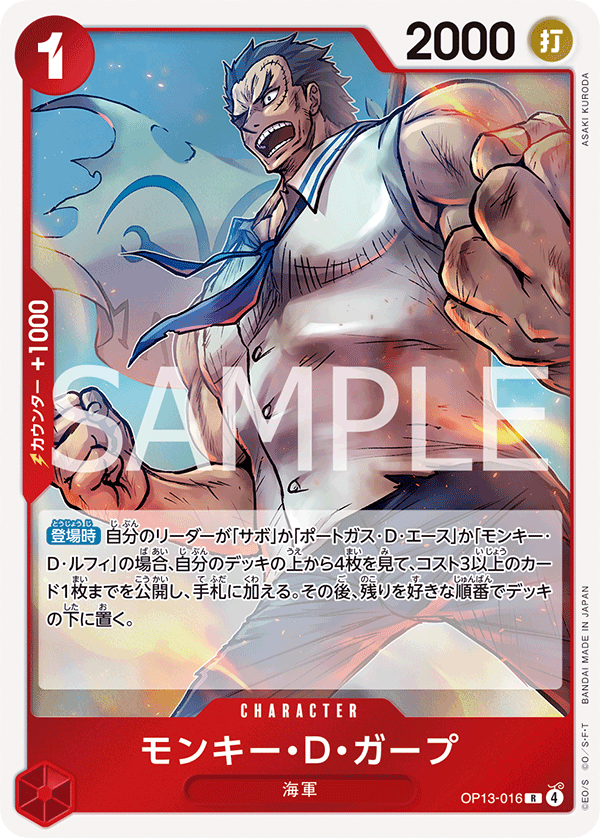 1
2000
打
ASAKI KURODA
カウンター +1000
SAMPLE
登場時 自分のリーダーが「サボ」か「ポートガス・D・エース」か「モンキー・
D・ルフィ」の場合、自分のデッキの上から4枚を見て、コスト3以上のカー
ド1枚までを公開し、手札に加える。その後、残りを好きな順番でデッキ
の下に置く。
CHARACTER
モンキー・D・ガープ
海軍
OP13-016 R 4
©E.O/S ©O/S・F・T BANDAI MADE IN JAPAN